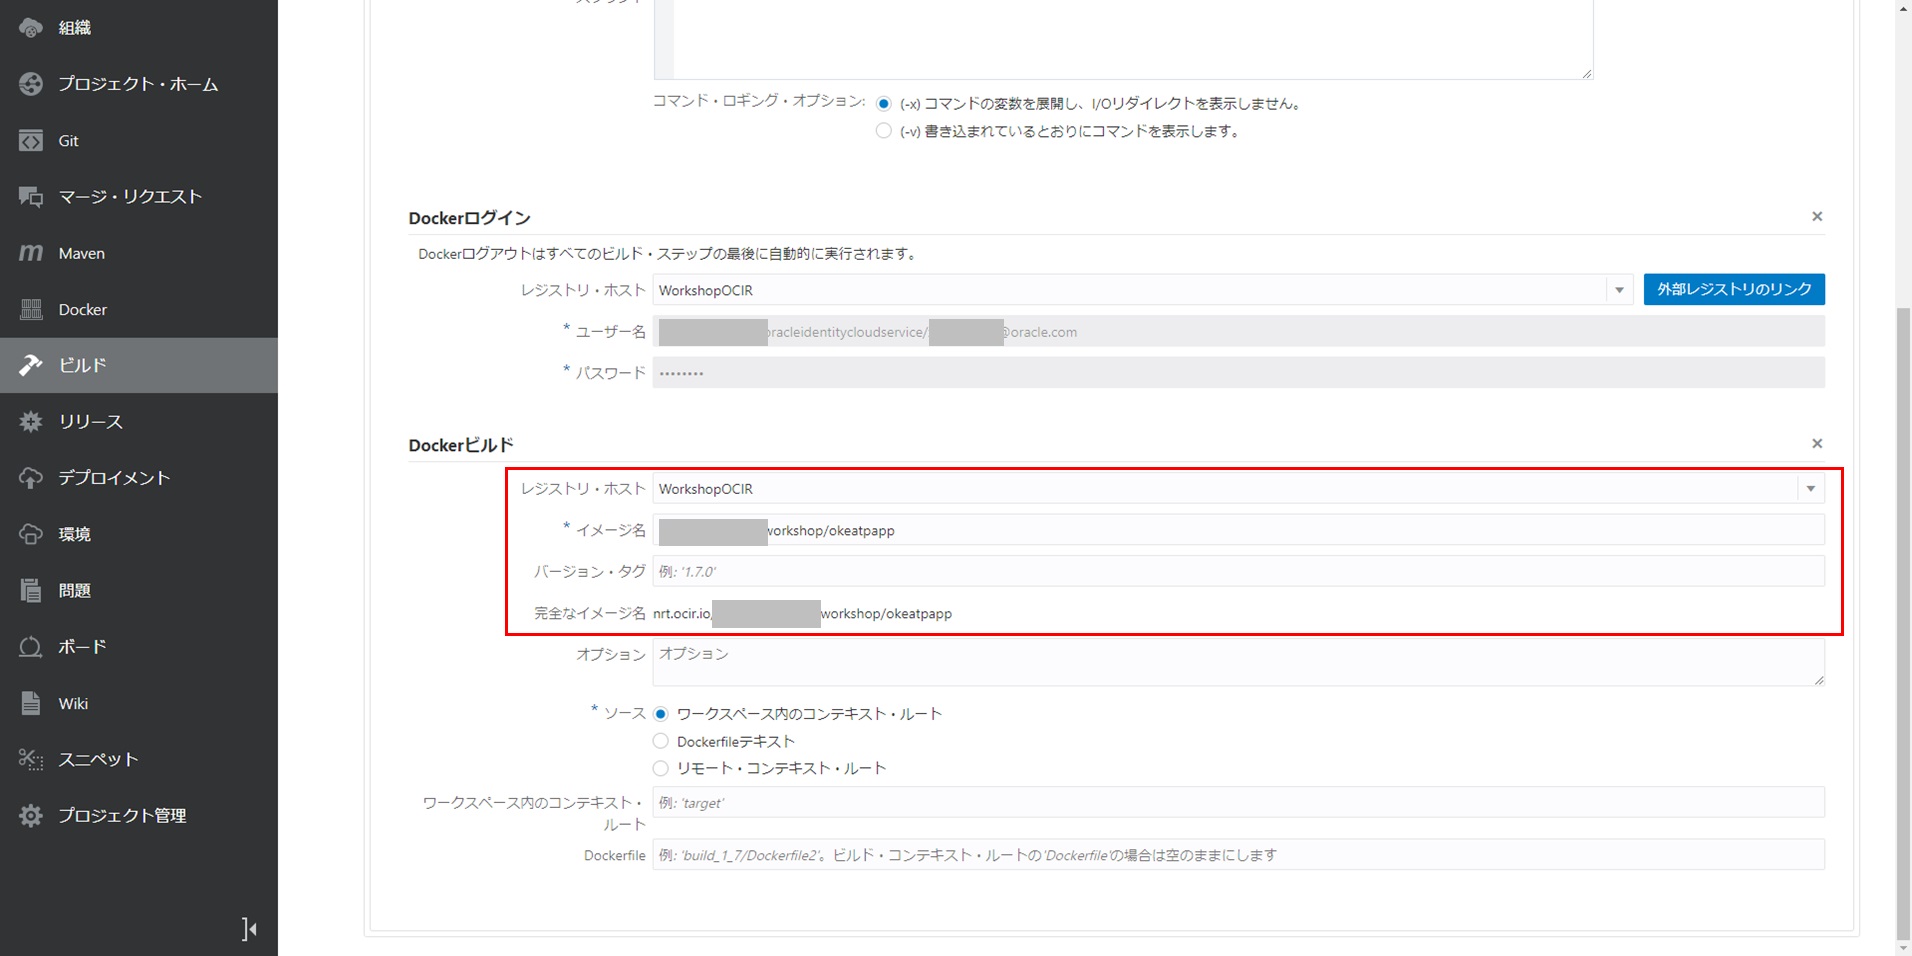 組織
プロジェクト・ホーム
Git
マージ・リクエスト
Maven
Docker
ビルド
リリース
デプロイメント
環境
問題
ボード
Wiki
スニペット
プロジェクト管理
コマンド・ロギング・オプション:
(-x) コマンドの変数を展開し、I/Oリダイレクトを表示しません。
(-v) 書き込まれているとおりにコマンドを表示します。
Dockerログイン
Dockerログアウトはすべてのビルド・ステップの最後に自動的に実行されます。
レジストリ・ホスト WorkshopOCIR 外部レジストリのリンク
* ユーザー名 oracleidentitycloudservice/ @oracle.com
* パスワード ••••••••
Dockerビルド
レジストリ・ホスト WorkshopOCIR
* イメージ名 workshop/okeatpapp
バージョン・タグ 例: '1.7.0'
完全なイメージ名 nrt.ocir.io/ workshop/okeatpapp
オプション オプション
* ソース ワークスペース内のコンテキスト・ルート
Dockerfileテキスト
リモート・コンテキスト・ルート
ワークスペース内のコンテキスト・ 例: 'target'
ルート
Dockerfile 例: 'build_1_7/Dockerfile2'。ビルド・コンテキスト・ルートの'Dockerfile'の場合は空のままにします